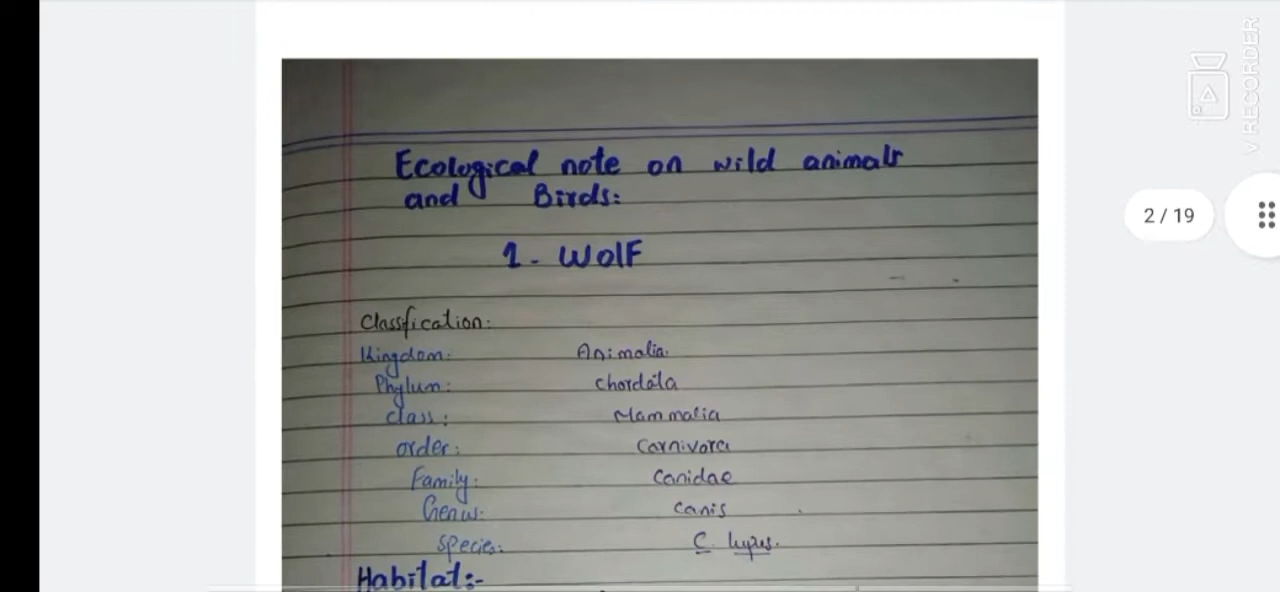 Ecological note on wild animals
and Birds:
1. Wolf
Classfication:
Kingdom: Animalia.
Phylum: Chordata
Class: Mammalia
Order: Carnivora
Family: Canidae
Genus: Canis
Species: C. lupus.
Habitat:-
2 / 19
V RECORDER